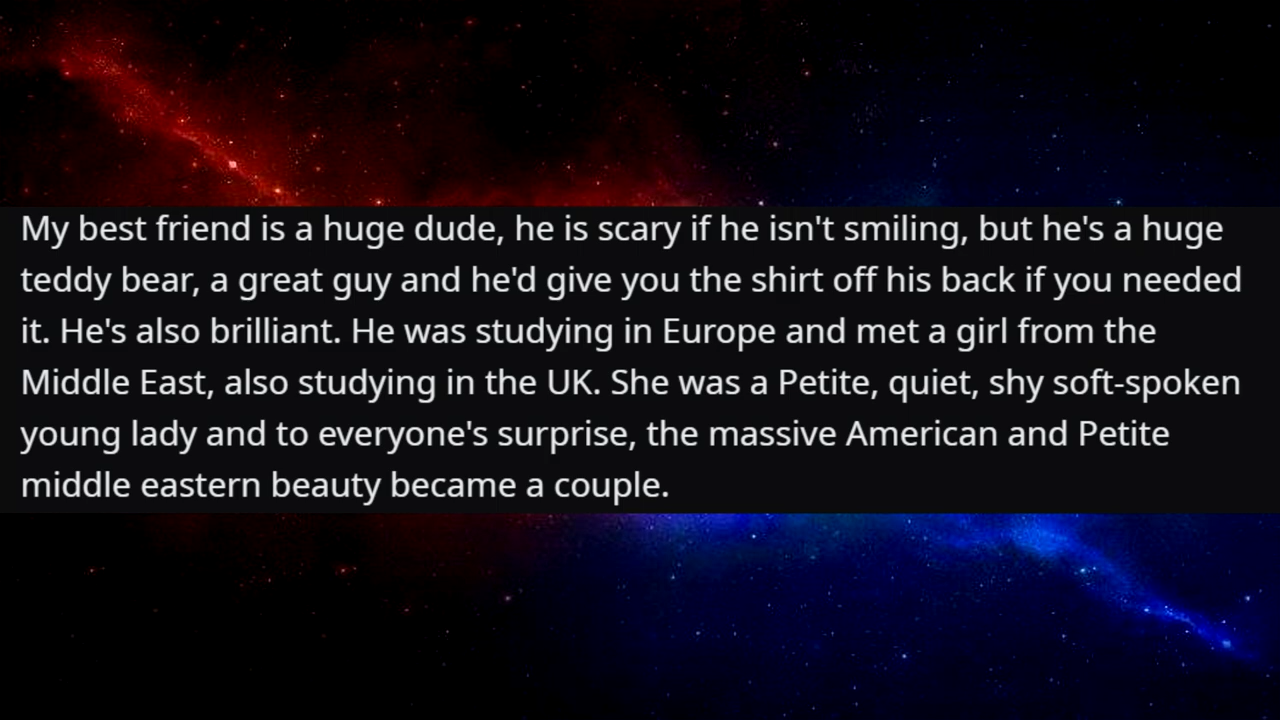 My best friend is a huge dude, he is scary if he isn't smiling, but he's a huge
teddy bear, a great guy and he'd give you the shirt off his back if you needed
it. He's also brilliant. He was studying in Europe and met a girl from the
Middle East, also studying in the UK. She was a Petite, quiet, shy soft-spoken
young lady and to everyone's surprise, the massive American and Petite
middle eastern beauty became a couple.